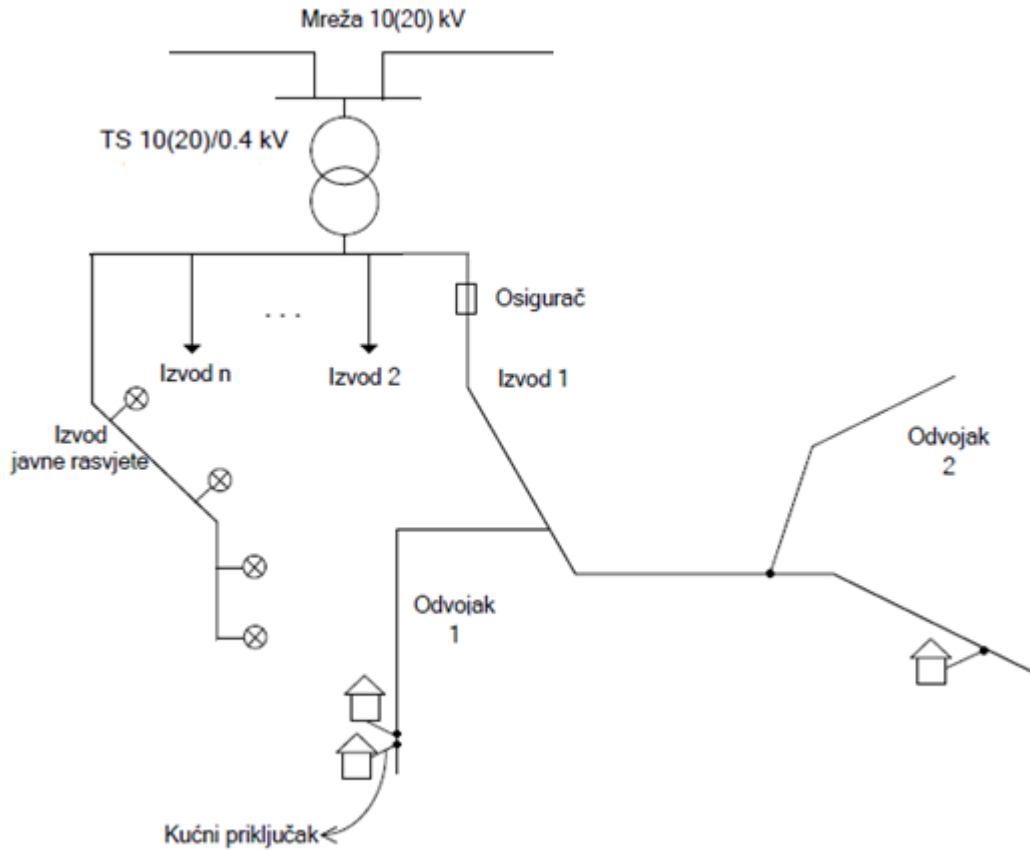 Mreža 10(20) kV
TS 10(20)/0.4 kV
Osigurač
Izvod n
Izvod 2
Izvod 1
. . .
Izvod
javne rasvjete
Odvojak
2
Odvojak
1
Kućni priključak